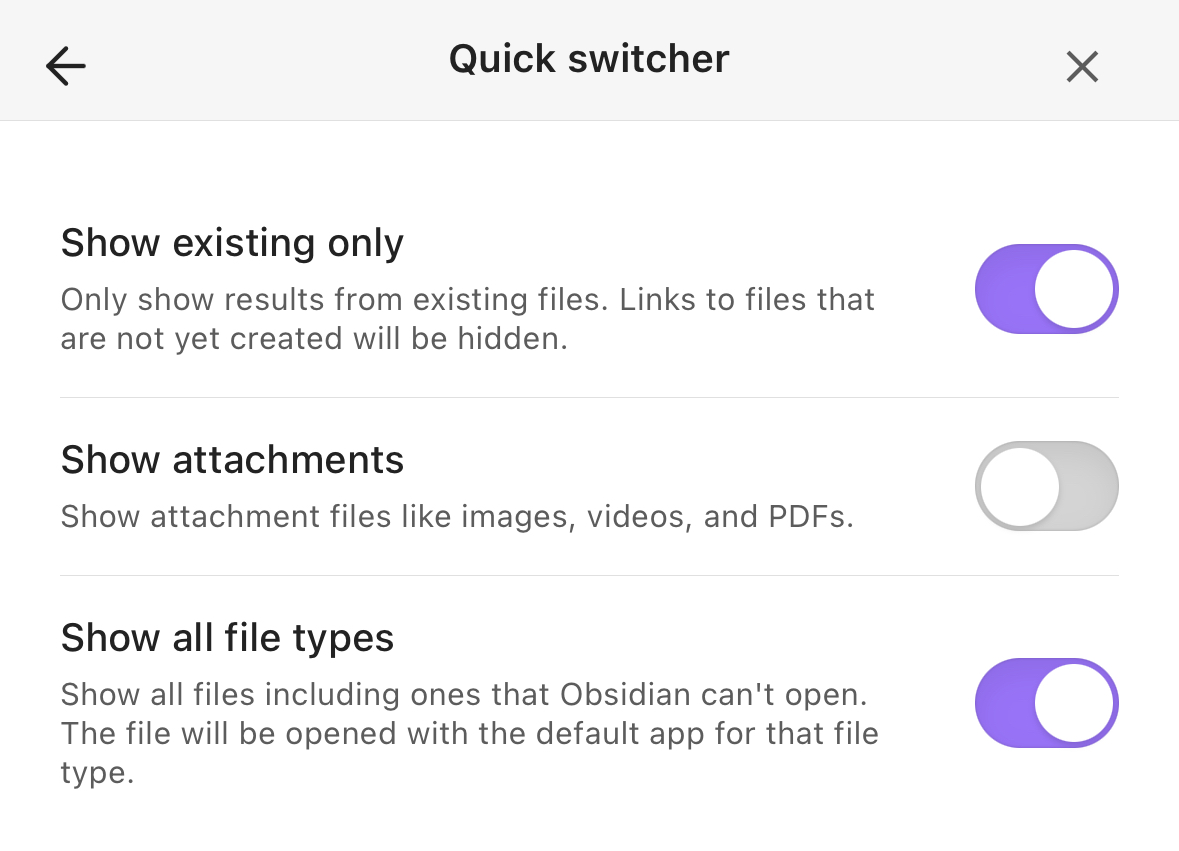 Quick switcher
Show existing only
Only show results from existing files. Links to files that
are not yet created will be hidden.
Show attachments
Show attachment files like images, videos, and PDFs.
Show all file types
Show all files including ones that Obsidian can't open.
The file will be opened with the default app for that file
type.